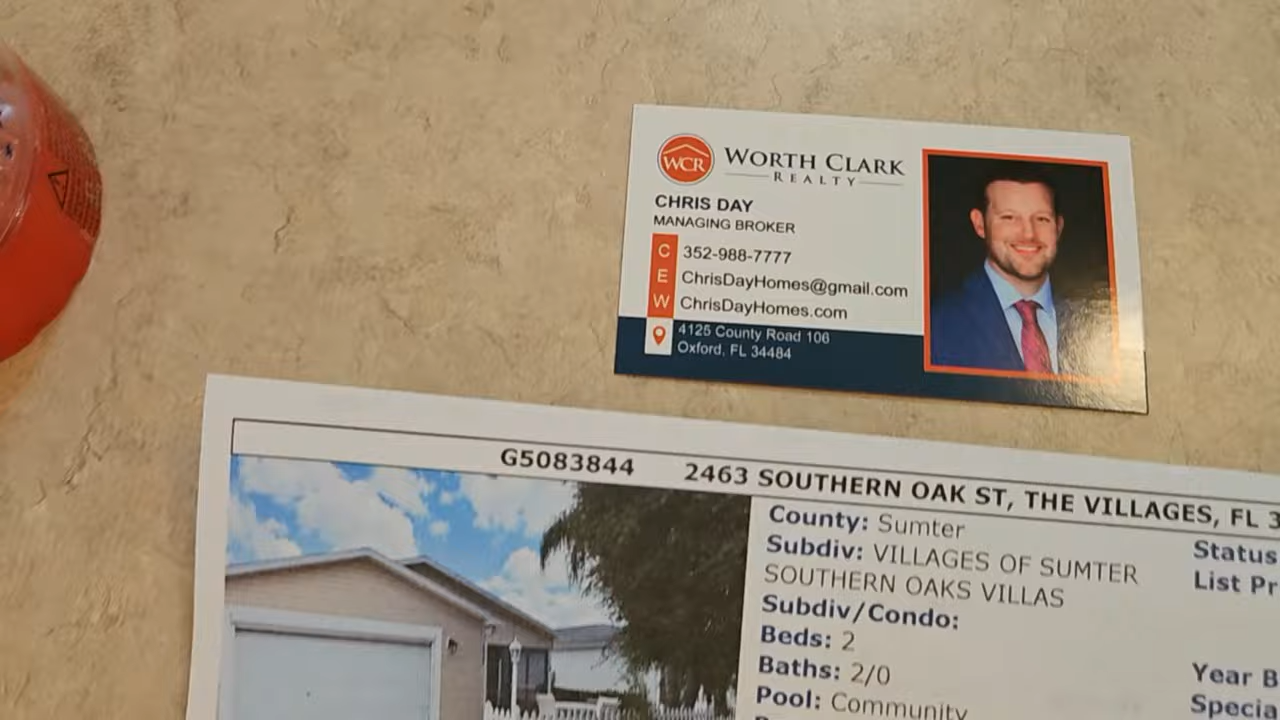 WCR WORTH CLARK
REALTY
CHRIS DAY
MANAGING BROKER
C 352-988-7777
E ChrisDayHomes@gmail.com
W ChrisDayHomes.com
4125 County Road 106
Oxford, FL 34484
G5083844 2463 SOUTHERN OAK ST, THE VILLAGES, FL 3
County: Sumter
Subdiv: VILLAGES OF SUMTER
SOUTHERN OAKS VILLAS
Subdiv/Condo:
Beds: 2
Baths: 2/0
Pool: Community
Status
List Pr
Year B
Specia